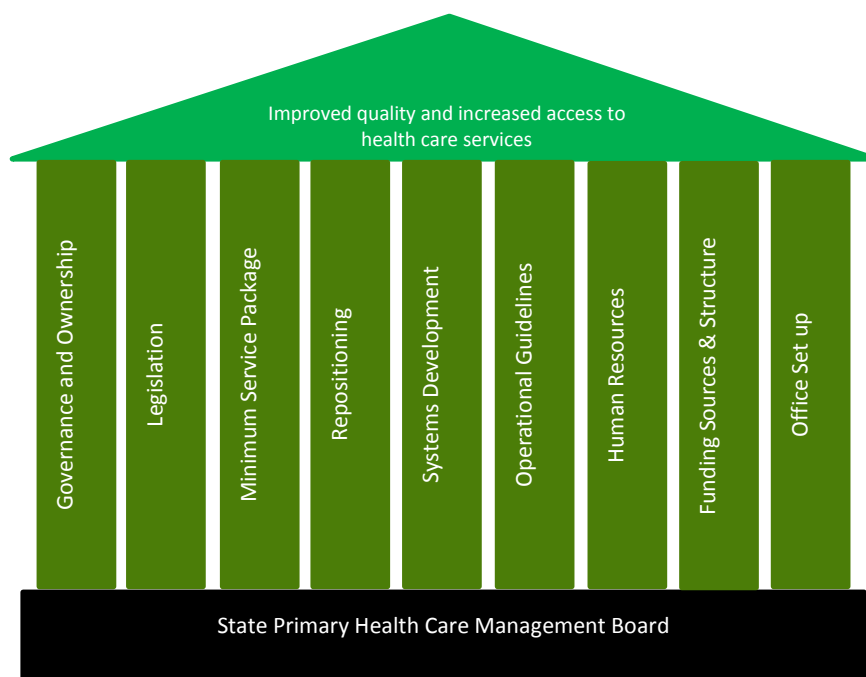 Improved quality and increased access to
health care services
Governance and Ownership
Legislation
Minimum Service Package
Repositioning
Systems Development
Operational Guidelines
Human Resources
Funding Sources & Structure
Office Set up
State Primary Health Care Management Board